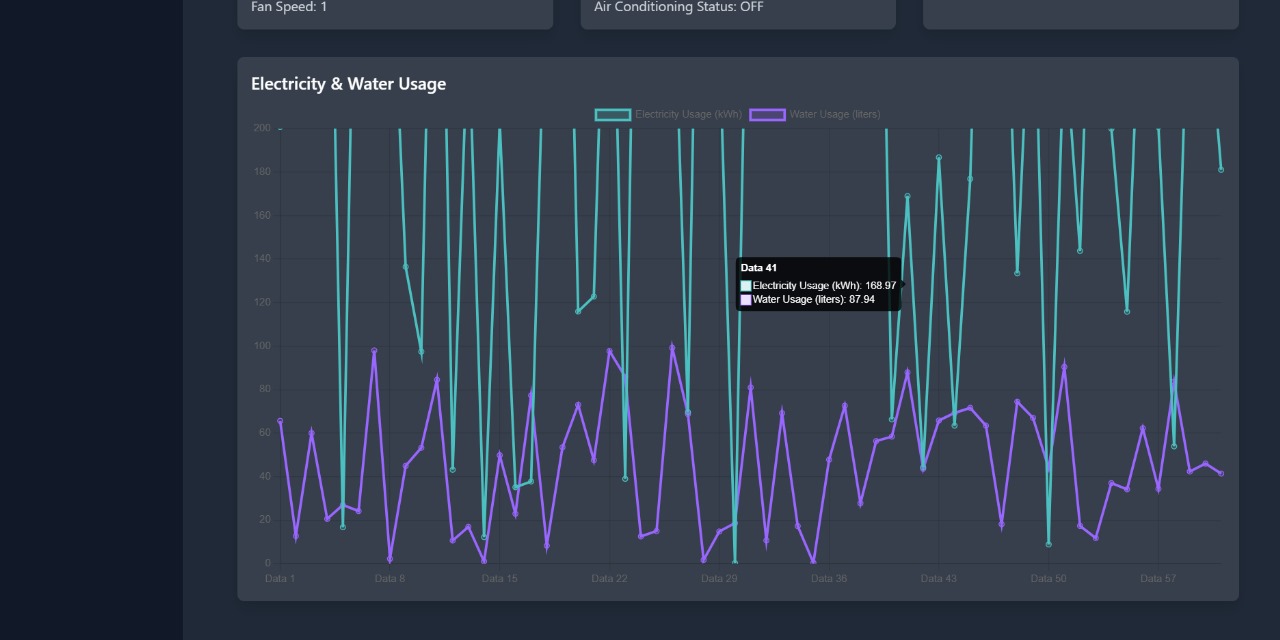 Fan Speed: 1
Air Conditioning Status: OFF
Electricity & Water Usage
Electricity Usage (kWh)
Water Usage (liters)
200
180
160
140
120
100
80
60
40
20
0
Data 41
Electricity Usage (kWh): 168.97
Water Usage (liters): 87.94
Data 1
Data 8
Data 15
Data 22
Data 29
Data 36
Data 43
Data 50
Data 57